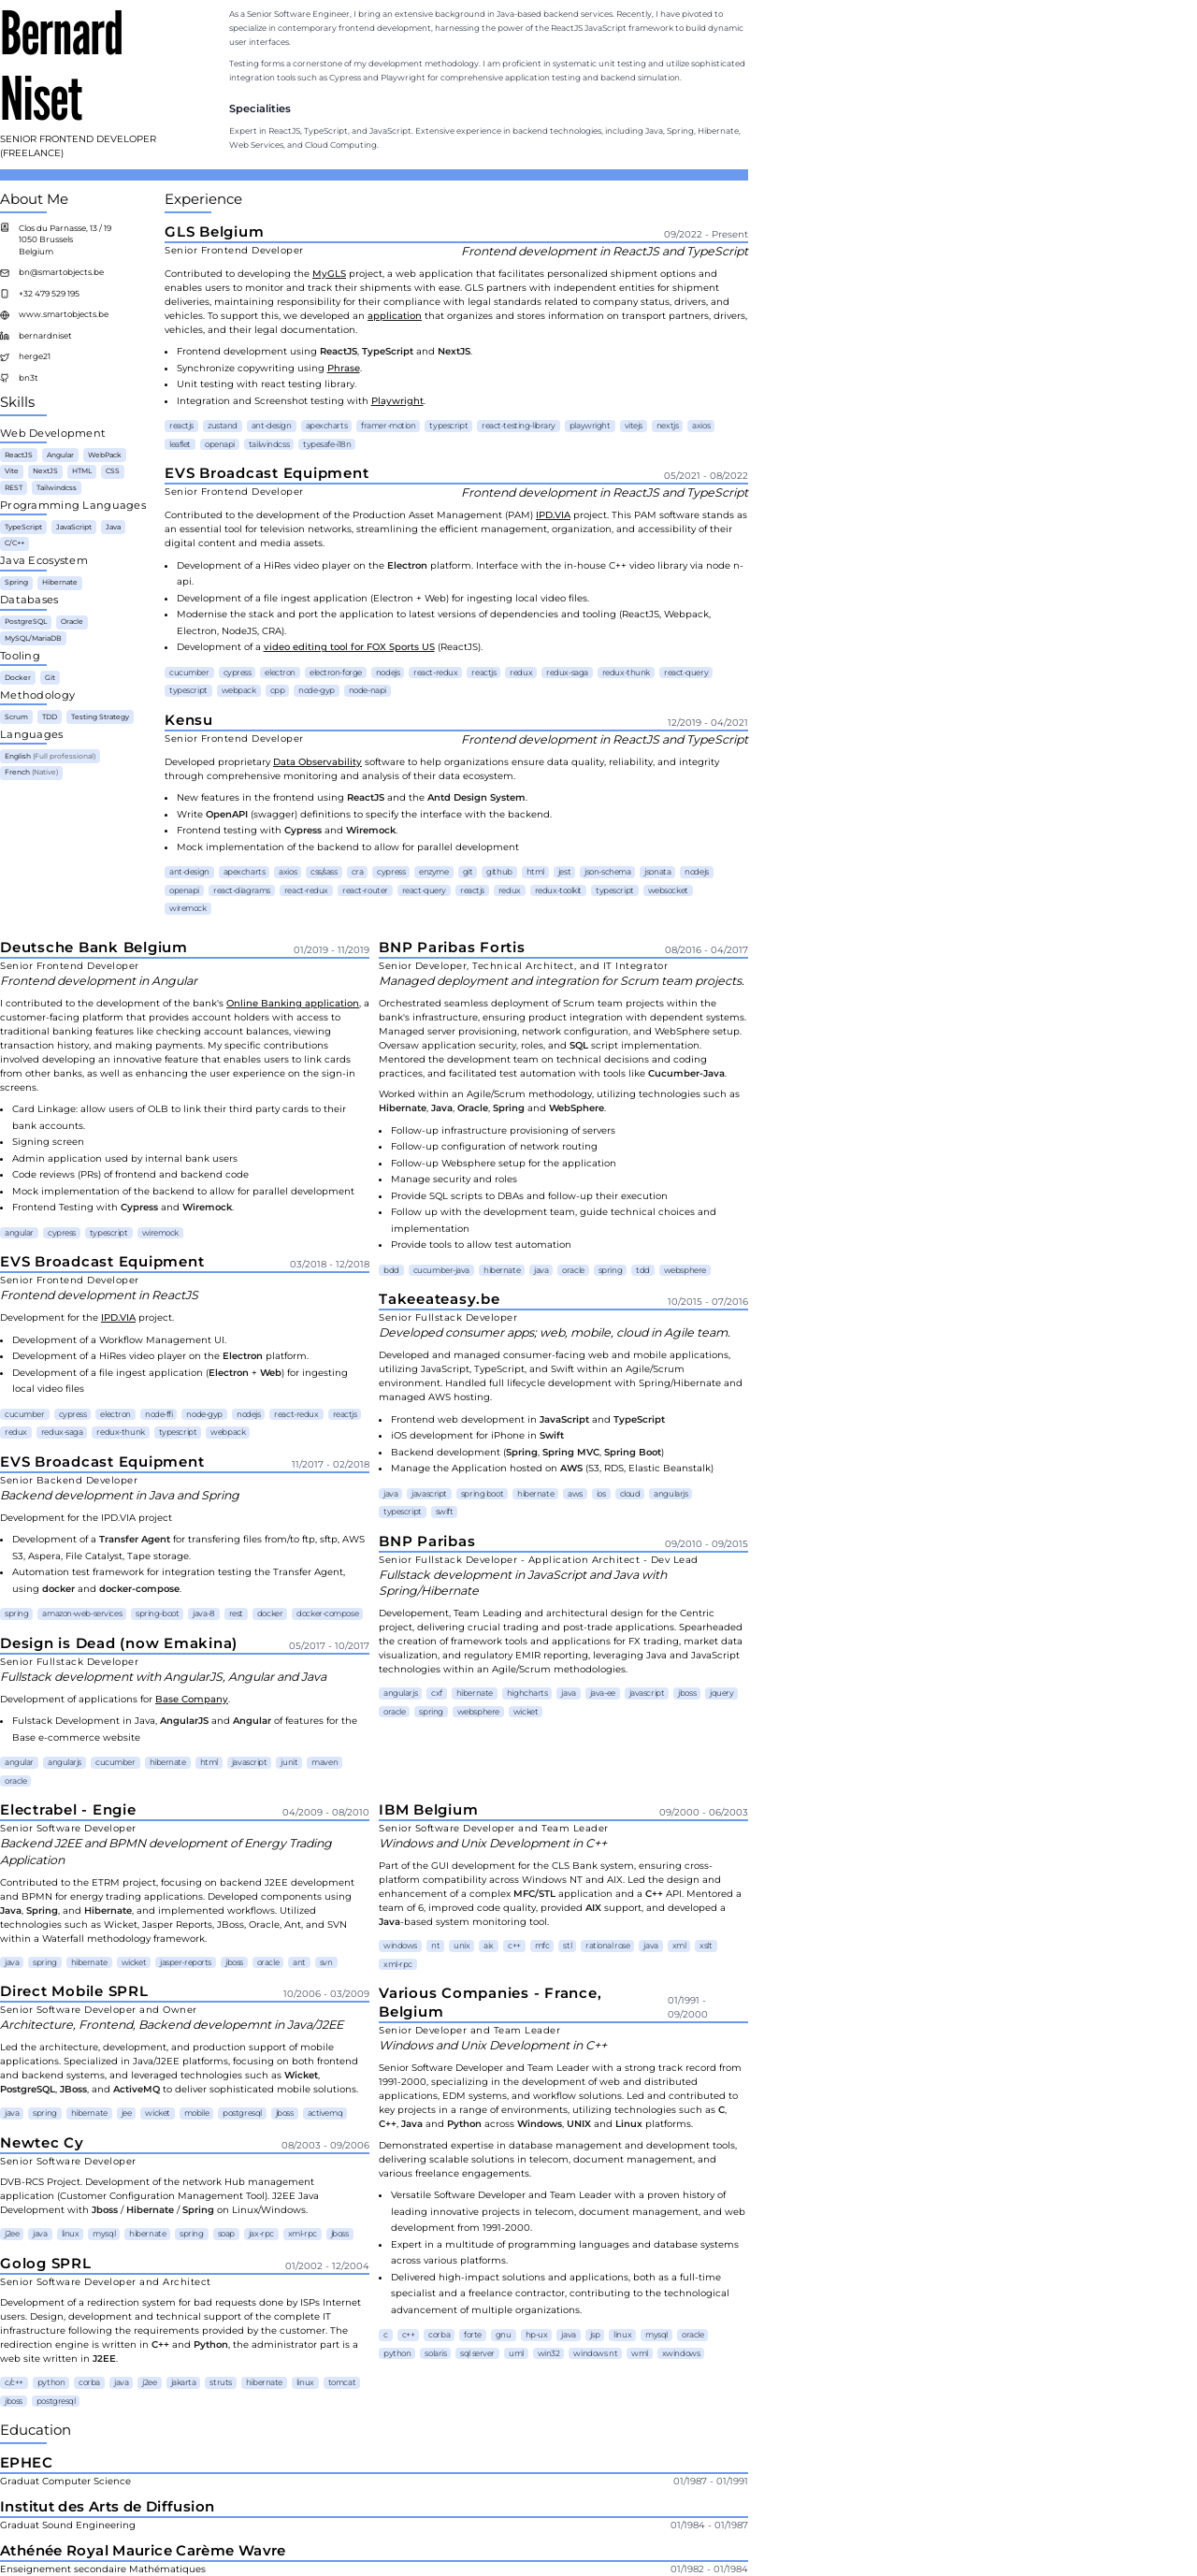 Bernard
Niset
SENIOR FRONTEND DEVELOPER
(FREELANCE)
As a Senior Software Engineer, I bring an extensive background in Java-based backend services. Recently, I have pivoted to
specialize in contemporary frontend development, harnessing the power of the ReactJS JavaScript framework to build dynamic
user interfaces.
Testing forms a cornerstone of my development methodology. I am proficient in systematic unit testing and utilize sophisticated
integration tools such as Cypress and Playwright for comprehensive application testing and backend simulation.
Specialities
Expert in ReactJS, TypeScript, and JavaScript. Extensive experience in backend technologies, including Java, Spring, Hibernate,
Web Services, and Cloud Computing.
About Me
Clos du Parnasse, 13 / 19
1050 Brussels
Belgium
bn@smartobjects.be
+32 479 529 195
www.smartobjects.be
bernardniset
herge21
bn3t
Skills
Web Development
ReactJS Angular WebPack
Vite NextJS HTML CSS
REST Tailwindcss
Programming Languages
TypeScript JavaScript Java
C/C++
Java Ecosystem
Spring Hibernate
Databases
PostgreSQL Oracle
MySQL/MariaDB
Tooling
Docker Git
Methodology
Scrum TDD Testing Strategy
Languages
English (Full professional)
French (Native)
Experience
GLS Belgium 09/2022 - Present
Senior Frontend Developer Frontend development in ReactJS and TypeScript
Contributed to developing the MyGLS project, a web application that facilitates personalized shipment options and
enables users to monitor and track their shipments with ease. GLS partners with independent entities for shipment
deliveries, maintaining responsibility for their compliance with legal standards related to company status, drivers, and
vehicles. To support this, we developed an application that organizes and stores information on transport partners, drivers,
vehicles, and their legal documentation.
• Frontend development using ReactJS, TypeScript and NextJS.
• Synchronize copywriting using Phrase.
• Unit testing with react testing library.
• Integration and Screenshot testing with Playwright.
reactjs zustand ant-design apexcharts framer-motion typescript react-testing-library playwright vitejs nextjs axios
leaflet openapi tailwindcss typesafe-i18n
EVS Broadcast Equipment 05/2021 - 08/2022
Senior Frontend Developer Frontend development in ReactJS and TypeScript
Contributed to the development of the Production Asset Management (PAM) IPD.VIA project. This PAM software stands as
an essential tool for television networks, streamlining the efficient management, organization, and accessibility of their
digital content and media assets.
• Development of a HiRes video player on the Electron platform. Interface with the in-house C++ video library via node n-
api.
• Development of a file ingest application (Electron + Web) for ingesting local video files.
• Modernise the stack and port the application to latest versions of dependencies and tooling (ReactJS, Webpack,
Electron, NodeJS, CRA).
• Development of a video editing tool for FOX Sports US (ReactJS).
cucumber cypress electron electron-forge nodejs react-redux reactjs redux redux-saga redux-thunk react-query
typescript webpack cpp node-gyp node-napi
Kensu 12/2019 - 04/2021
Senior Frontend Developer Frontend development in ReactJS and TypeScript
Developed proprietary Data Observability software to help organizations ensure data quality, reliability, and integrity
through comprehensive monitoring and analysis of their data ecosystem.
• New features in the frontend using ReactJS and the Antd Design System.
• Write OpenAPI (swagger) definitions to specify the interface with the backend.
• Frontend testing with Cypress and Wiremock.
• Mock implementation of the backend to allow for parallel development
ant-design apexcharts axios css/sass cra cypress enzyme git github html jest json-schema jsonata nodejs
openapi react-diagrams react-redux react-router react-query reactjs redux redux-toolkit typescript websocket
wiremock
Deutsche Bank Belgium 01/2019 - 11/2019
Senior Frontend Developer
Frontend development in Angular
I contributed to the development of the bank's Online Banking application, a
customer-facing platform that provides account holders with access to
traditional banking features like checking account balances, viewing
transaction history, and making payments. My specific contributions
involved developing an innovative feature that enables users to link cards
from other banks, as well as enhancing the user experience on the sign-in
screens.
• Card Linkage: allow users of OLB to link their third party cards to their
bank accounts.
• Signing screen
• Admin application used by internal bank users
• Code reviews (PRs) of frontend and backend code
• Mock implementation of the backend to allow for parallel development
• Frontend Testing with Cypress and Wiremock.
angular cypress typescript wiremock
EVS Broadcast Equipment 03/2018 - 12/2018
Senior Frontend Developer
Frontend development in ReactJS
Development for the IPD.VIA project.
• Development of a Workflow Management UI.
• Development of a HiRes video player on the Electron platform.
• Development of a file ingest application (Electron + Web) for ingesting
local video files
cucumber cypress electron node-ffi node-gyp nodejs react-redux reactjs
redux redux-saga redux-thunk typescript webpack
EVS Broadcast Equipment 11/2017 - 02/2018
Senior Backend Developer
Backend development in Java and Spring
Development for the IPD.VIA project
• Development of a Transfer Agent for transfering files from/to ftp, sftp, AWS
S3, Aspera, File Catalyst, Tape storage.
• Automation test framework for integration testing the Transfer Agent,
using docker and docker-compose.
spring amazon-web-services spring-boot java-8 rest docker docker-compose
Design is Dead (now Emakina) 05/2017 - 10/2017
Senior Fullstack Developer
Fullstack development with AngularJS, Angular and Java
Development of applications for Base Company.
• Fulstack Development in Java, AngularJS and Angular of features for the
Base e-commerce website
angular angularjs cucumber hibernate html javascript junit maven
oracle
BNP Paribas Fortis 08/2016 - 04/2017
Senior Developer, Technical Architect, and IT Integrator
Managed deployment and integration for Scrum team projects.
Orchestrated seamless deployment of Scrum team projects within the
bank's infrastructure, ensuring product integration with dependent systems.
Managed server provisioning, network configuration, and WebSphere setup.
Oversaw application security, roles, and SQL script implementation.
Mentored the development team on technical decisions and coding
practices, and facilitated test automation with tools like Cucumber-Java.
Worked within an Agile/Scrum methodology, utilizing technologies such as
Hibernate, Java, Oracle, Spring and WebSphere.
• Follow-up infrastructure provisioning of servers
• Follow-up configuration of network routing
• Follow-up Websphere setup for the application
• Manage security and roles
• Provide SQL scripts to DBAs and follow-up their execution
• Follow up with the development team, guide technical choices and
implementation
• Provide tools to allow test automation
bdd cucumber-java hibernate java oracle spring tdd websphere
Takeeateasy.be 10/2015 - 07/2016
Senior Fullstack Developer
Developed consumer apps; web, mobile, cloud in Agile team.
Developed and managed consumer-facing web and mobile applications,
utilizing JavaScript, TypeScript, and Swift within an Agile/Scrum
environment. Handled full lifecycle development with Spring/Hibernate and
managed AWS hosting.
• Frontend web development in JavaScript and TypeScript
• iOS development for iPhone in Swift
• Backend development (Spring, Spring MVC, Spring Boot)
• Manage the Application hosted on AWS (S3, RDS, Elastic Beanstalk)
java javascript spring boot hibernate aws ios cloud angularjs
typescript swift
BNP Paribas 09/2010 - 09/2015
Senior Fullstack Developer - Application Architect - Dev Lead
Fullstack development in JavaScript and Java with
Spring/Hibernate
Developement, Team Leading and architectural design for the Centric
project, delivering crucial trading and post-trade applications. Spearheaded
the creation of framework tools and applications for FX trading, market data
visualization, and regulatory EMIR reporting, leveraging Java and JavaScript
technologies within an Agile/Scrum methodologies.
angularjs cxf hibernate highcharts java java-ee javascript jboss jquery
oracle spring websphere wicket
Electrabel - Engie 04/2009 - 08/2010
Senior Software Developer
Backend J2EE and BPMN development of Energy Trading
Application
Contributed to the ETRM project, focusing on backend J2EE development
and BPMN for energy trading applications. Developed components using
Java, Spring, and Hibernate, and implemented workflows. Utilized
technologies such as Wicket, Jasper Reports, JBoss, Oracle, Ant, and SVN
within a Waterfall methodology framework.
java spring hibernate wicket jasper-reports jboss oracle ant svn
Direct Mobile SPRL 10/2006 - 03/2009
Senior Software Developer and Owner
Architecture, Frontend, Backend developemnt in Java/J2EE
Led the architecture, development, and production support of mobile
applications. Specialized in Java/J2EE platforms, focusing on both frontend
and backend systems, and leveraged technologies such as Wicket,
PostgreSQL, JBoss, and ActiveMQ to deliver sophisticated mobile solutions.
java spring hibernate jee wicket mobile postgresql jboss activemq
Newtec Cy 08/2003 - 09/2006
Senior Software Developer
DVB-RCS Project. Development of the network Hub management
application (Customer Configuration Management Tool). J2EE Java
Development with Jboss / Hibernate / Spring on Linux/Windows.
j2ee java linux mysql hibernate spring soap jax-rpc xml-rpc jboss
Golog SPRL 01/2002 - 12/2004
Senior Software Developer and Architect
Development of a redirection system for bad requests done by ISPs Internet
users. Design, development and technical support of the complete IT
infrastructure following the requirements provided by the customer. The
redirection engine is written in C++ and Python, the administrator part is a
web site written in J2EE.
c/c++ python corba java j2ee jakarta struts hibernate linux tomcat
jboss postgresql
IBM Belgium 09/2000 - 06/2003
Senior Software Developer and Team Leader
Windows and Unix Development in C++
Part of the GUI development for the CLS Bank system, ensuring cross-
platform compatibility across Windows NT and AIX. Led the design and
enhancement of a complex MFC/STL application and a C++ API. Mentored a
team of 6, improved code quality, provided AIX support, and developed a
Java-based system monitoring tool.
windows nt unix aix c++ mfc stl rational rose java xml xslt
xml-rpc
Various Companies - France,
Belgium
01/1991 -
09/2000
Senior Developer and Team Leader
Windows and Unix Development in C++
Senior Software Developer and Team Leader with a strong track record from
1991-2000, specializing in the development of web and distributed
applications, EDM systems, and workflow solutions. Led and contributed to
key projects in a range of environments, utilizing technologies such as C,
C++, Java and Python across Windows, UNIX and Linux platforms.
Demonstrated expertise in database management and development tools,
delivering scalable solutions in telecom, document management, and
various freelance engagements.
• Versatile Software Developer and Team Leader with a proven history of
leading innovative projects in telecom, document management, and web
development from 1991-2000.
• Expert in a multitude of programming languages and database systems
across various platforms.
• Delivered high-impact solutions and applications, both as a full-time
specialist and a freelance contractor, contributing to the technological
advancement of multiple organizations.
c c++ corba forte gnu hp-ux java jsp linux mysql oracle
python solaris sql server uml win32 windows nt wml xwindows
Education
EPHEC
Graduat Computer Science 01/1987 - 01/1991
Institut des Arts de Diffusion
Graduat Sound Engineering 01/1984 - 01/1987
Athénée Royal Maurice Carème Wavre
Enseignement secondaire Mathématiques 01/1982 - 01/1984